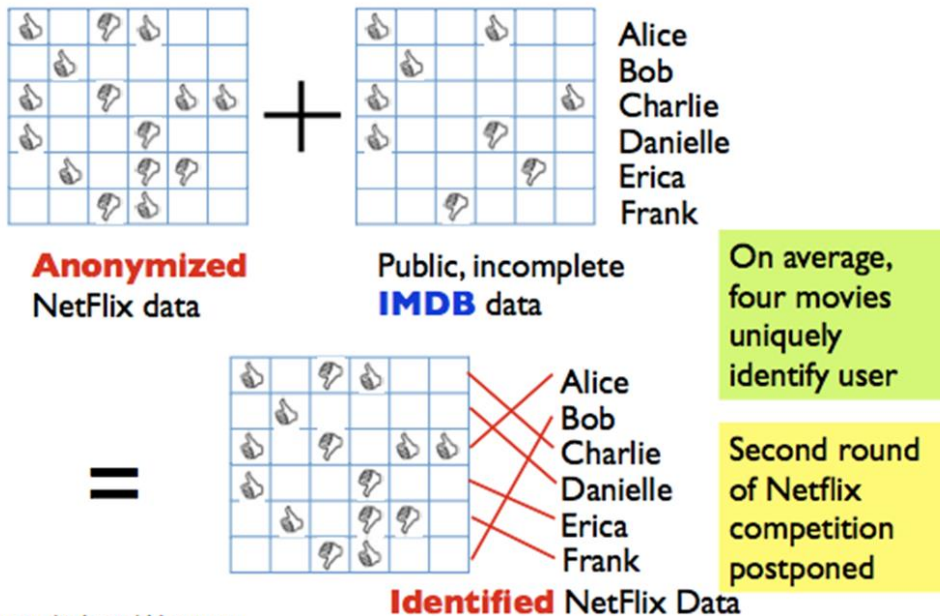 Alice
Bob
Charlie
Danielle
Erica
Frank
Anonymized
NetFlix data
Public, incomplete
IMDB data
On average,
four movies
uniquely
identify user
=
Alice
Bob
Charlie
Danielle
Erica
Frank
Second round
of Netflix
competition
postponed
Identified NetFlix Data